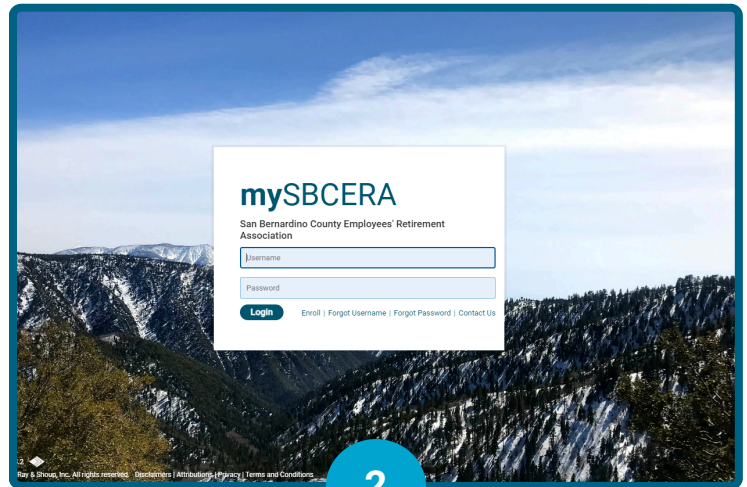 mySBCERA
San Bernardino County Employees' Retirement
Association
Username
Password
Login Enroll | Forgot Username | Forgot Password | Contact Us
.2
Ray & Shoup, Inc. All rights reserved. Disclaimers | Attributions | Privacy | Terms and Conditions
2